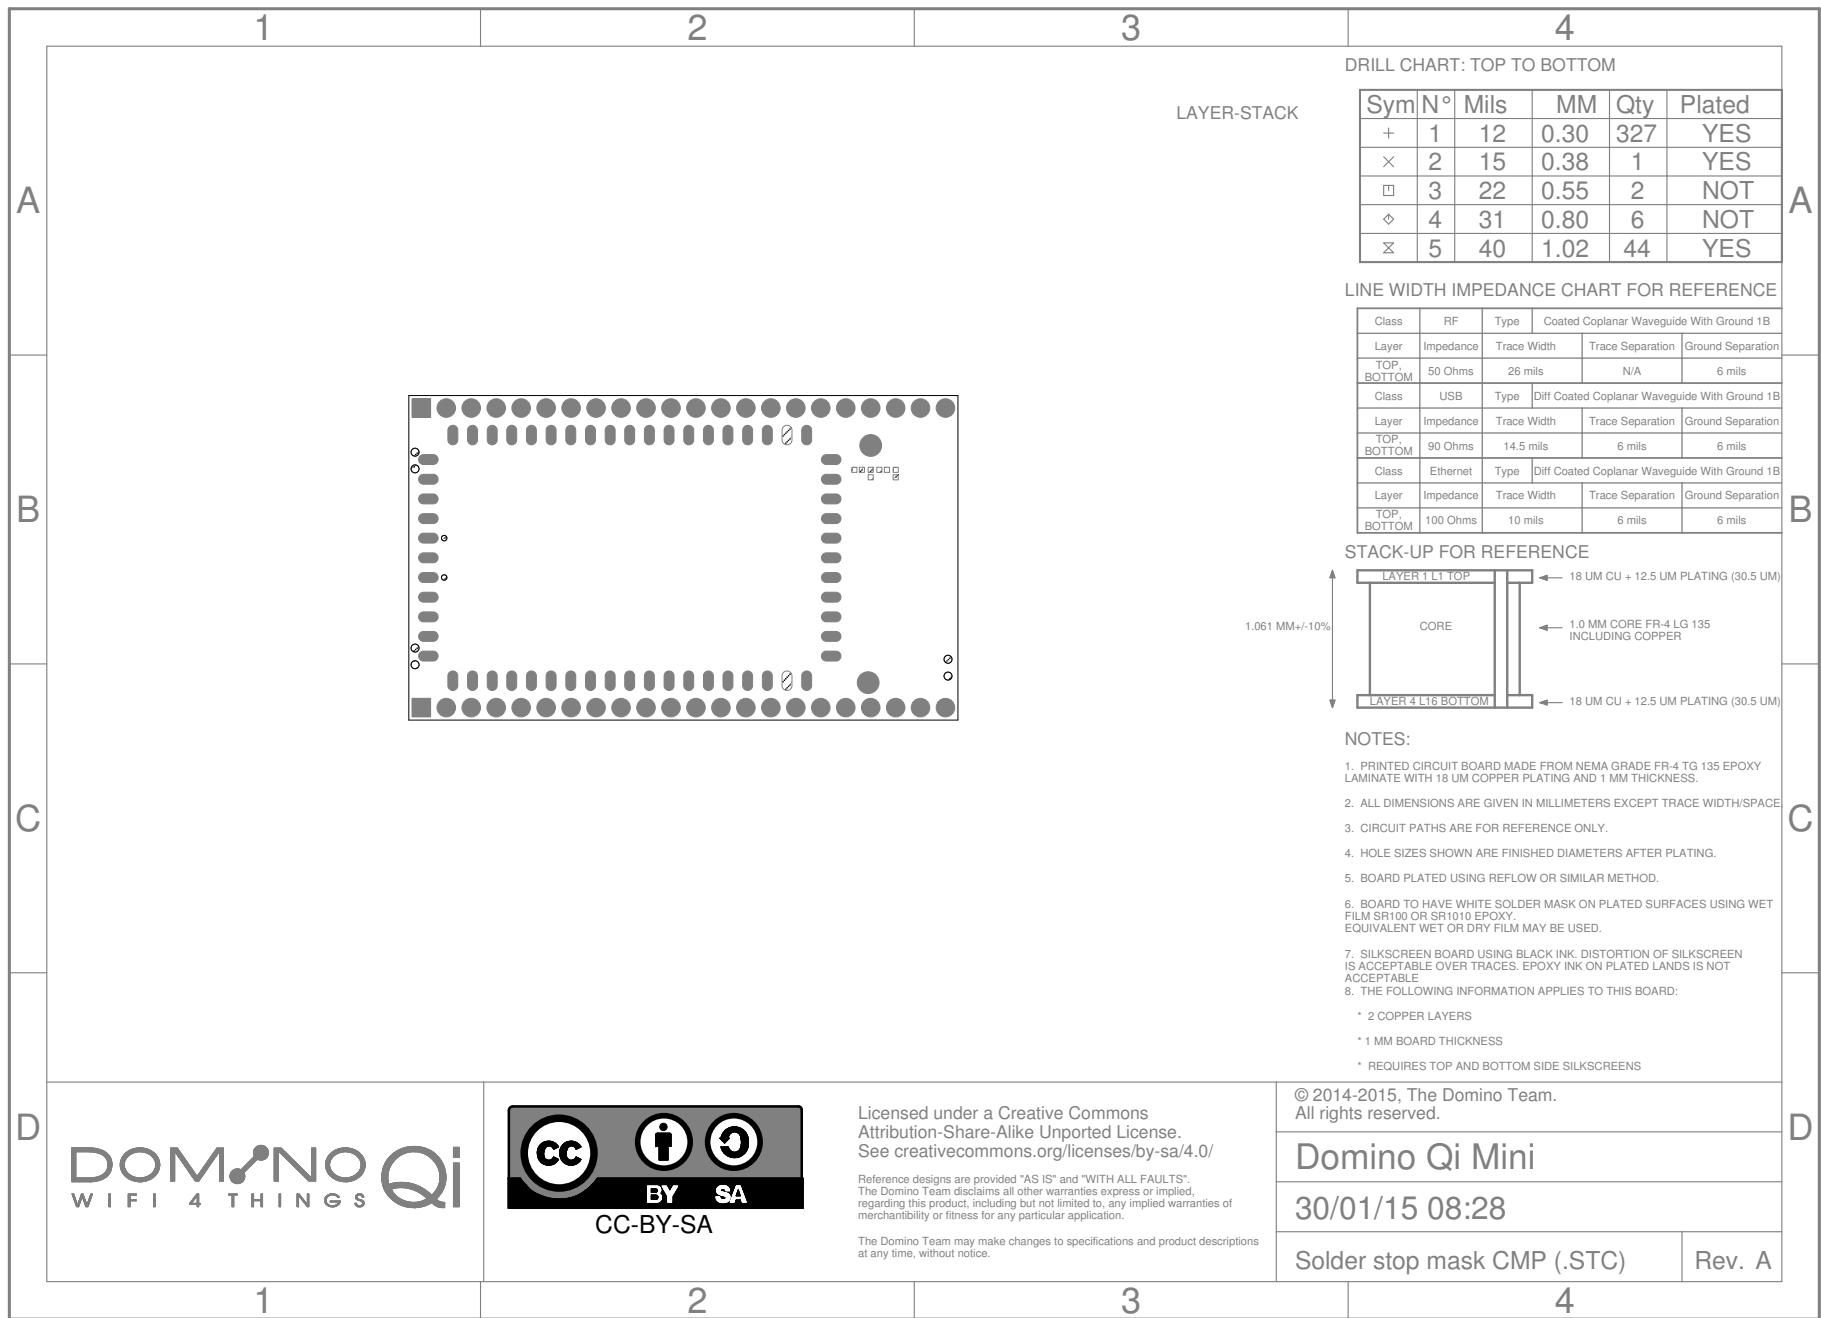 1 2 3 4
DRILL CHART: TOP TO BOTTOM
LAYER-STACK
Sym N° Mils MM Qty Plated
+ 1 12 0.30 327 YES
× 2 15 0.38 1 YES
3 22 0.55 2 NOT
4 31 0.80 6 NOT
5 40 1.02 44 YES
A A
LINE WIDTH IMPEDANCE CHART FOR REFERENCE
Class RF Type Coated Coplanar Waveguide With Ground 1B
Layer Impedance Trace Width Trace Separation Ground Separation
TOP, BOTTOM 50 Ohms 26 mils N/A 6 mils
Class USB Type Diff Coated Coplanar Waveguide With Ground 1B
Layer Impedance Trace Width Trace Separation Ground Separation
TOP, BOTTOM 90 Ohms 14.5 mils 6 mils 6 mils
Class Ethernet Type Diff Coated Coplanar Waveguide With Ground 1B
Layer Impedance Trace Width Trace Separation Ground Separation
TOP, BOTTOM 100 Ohms 10 mils 6 mils 6 mils
B B
STACK-UP FOR REFERENCE
LAYER 1 L1 TOP
18 UM CU + 12.5 UM PLATING (30.5 UM)
1.061 MM+/-10%
CORE
1.0 MM CORE FR-4 LG 135
INCLUDING COPPER
LAYER 4 L16 BOTTOM
18 UM CU + 12.5 UM PLATING (30.5 UM)
NOTES:
1. PRINTED CIRCUIT BOARD MADE FROM NEMA GRADE FR-4 TG 135 EPOXY
LAMINATE WITH 18 UM COPPER PLATING AND 1 MM THICKNESS.
2. ALL DIMENSIONS ARE GIVEN IN MILLIMETERS EXCEPT TRACE WIDTH/SPACE
3. CIRCUIT PATHS ARE FOR REFERENCE ONLY.
4. HOLE SIZES SHOWN ARE FINISHED DIAMETERS AFTER PLATING.
5. BOARD PLATED USING REFLOW OR SIMILAR METHOD.
6. BOARD TO HAVE WHITE SOLDER MASK ON PLATED SURFACES USING WET
FILM SR100 OR SR1010 EPOXY.
EQUIVALENT WET OR DRY FILM MAY BE USED.
7. SILKSCREEN BOARD USING BLACK INK. DISTORTION OF SILKSCREEN
IS ACCEPTABLE OVER TRACES. EPOXY INK ON PLATED LANDS IS NOT
ACCEPTABLE
8. THE FOLLOWING INFORMATION APPLIES TO THIS BOARD:
* 2 COPPER LAYERS
* 1 MM BOARD THICKNESS
* REQUIRES TOP AND BOTTOM SIDE SILKSCREENS
C C
D D
DOMINO Qi
WIFI 4 THINGS
CC
BY SA
CC-BY-SA
Licensed under a Creative Commons
Attribution-Share-Alike Unported License.
See creativecommons.org/licenses/by-sa/4.0/
Reference designs are provided "AS IS" and "WITH ALL FAULTS".
The Domino Team disclaims all other warranties express or implied,
regarding this product, including but not limited to, any implied warranties of
merchantibility or fitness for any particular application.
The Domino Team may make changes to specifications and product descriptions
at any time, without notice.
© 2014-2015, The Domino Team.
All rights reserved.
Domino Qi Mini
30/01/15 08:28
Solder stop mask CMP (.STC) Rev. A
1 2 3 4